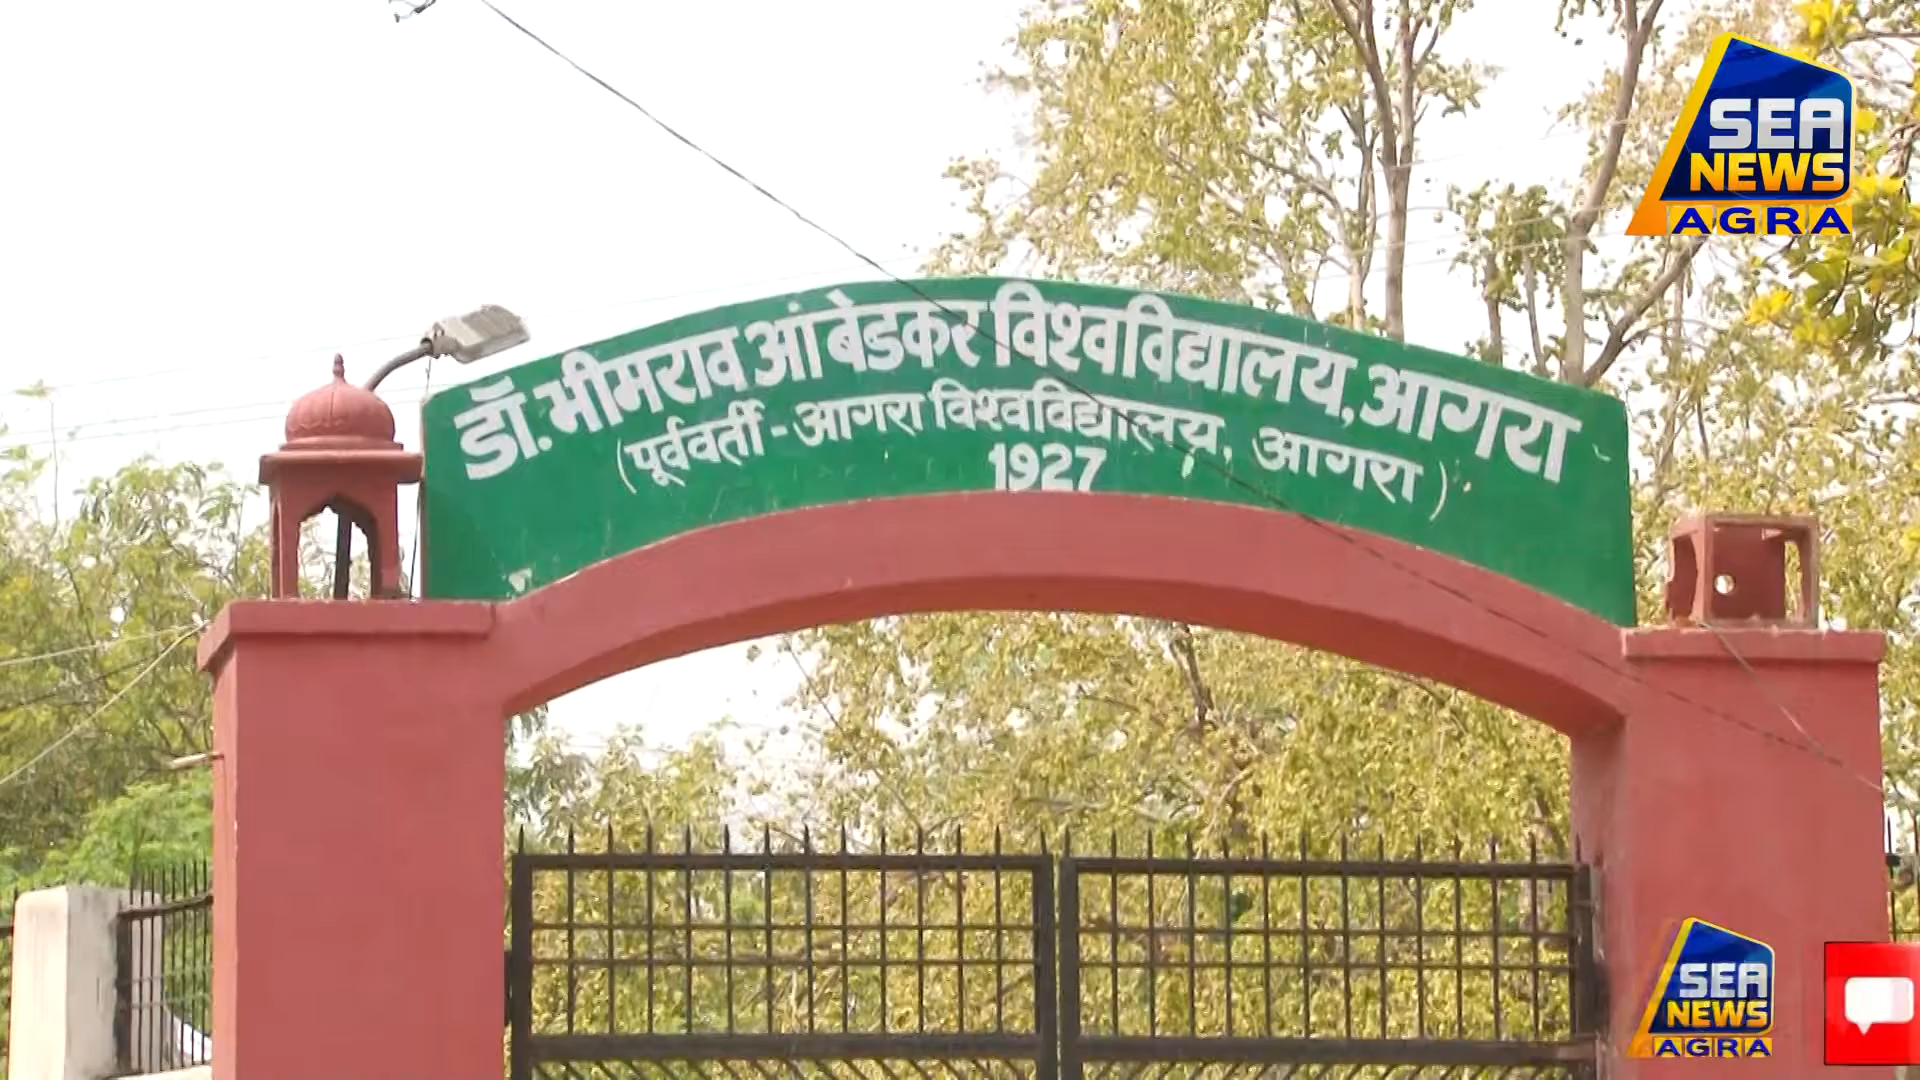 SEA
NEWS
AGRA
डॉ. भीमराव आंबेडकर विश्वविद्यालय, आगरा
(पूर्ववर्ती - आगरा विश्वविद्यालय, आगरा)
1927
SEA
NEWS
AGRA